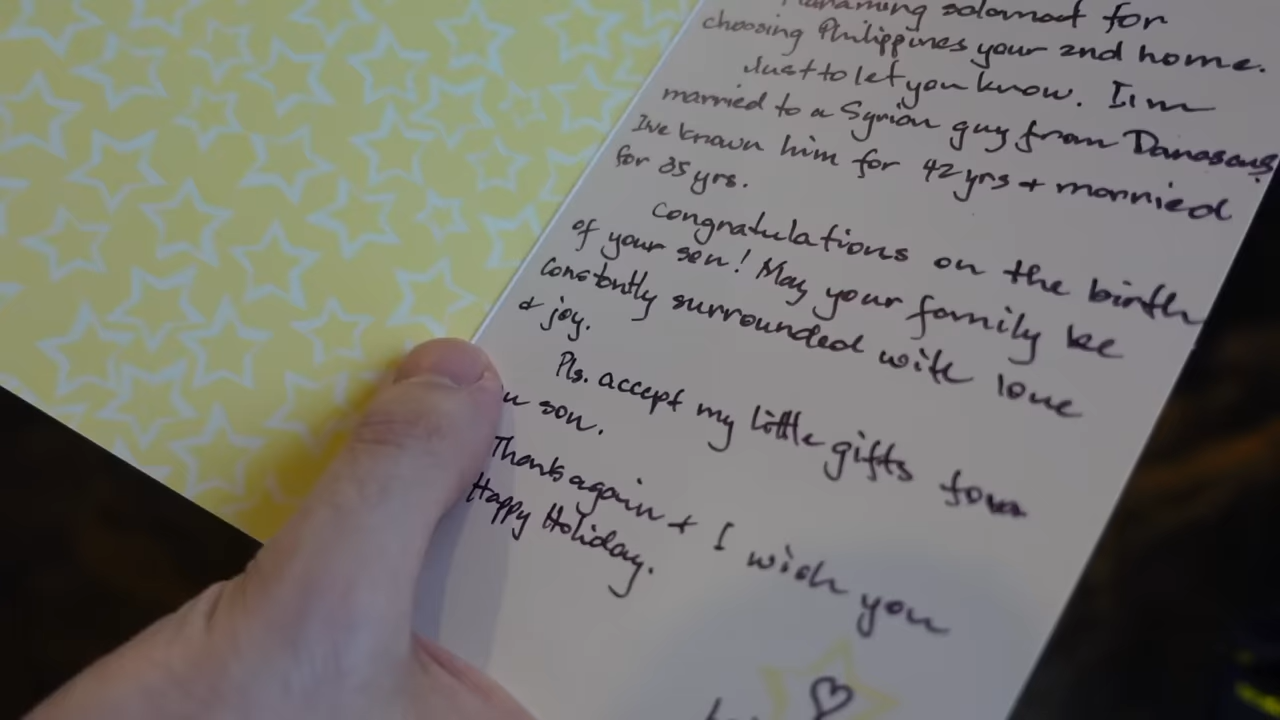 salamat for
choosing Philippines your 2nd home.
Just to let you know. I'm
married to a Syrian guy from Damascus.
I've known him for 42 yrs + married
for 35 yrs.
Congratulations on the birth
of your son! May your family be
constantly surrounded with love
& joy.
Pls. accept my little gifts for
son.
Thanks again + I wish you
Happy Holiday.